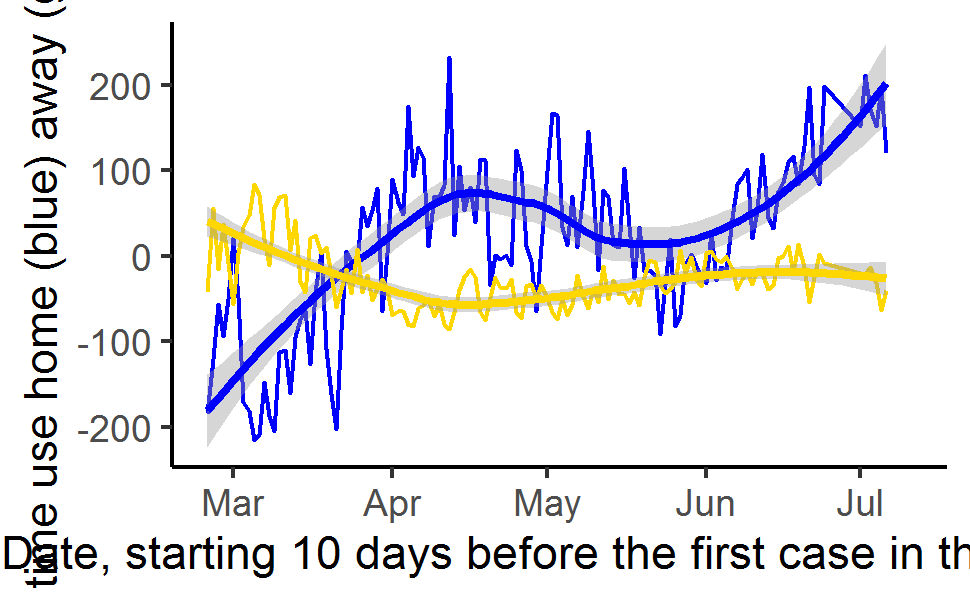 time use home (blue) away (
200
100
0
-100
-200
Mar Apr May Jun Jul
Date, starting 10 days before the first case in th